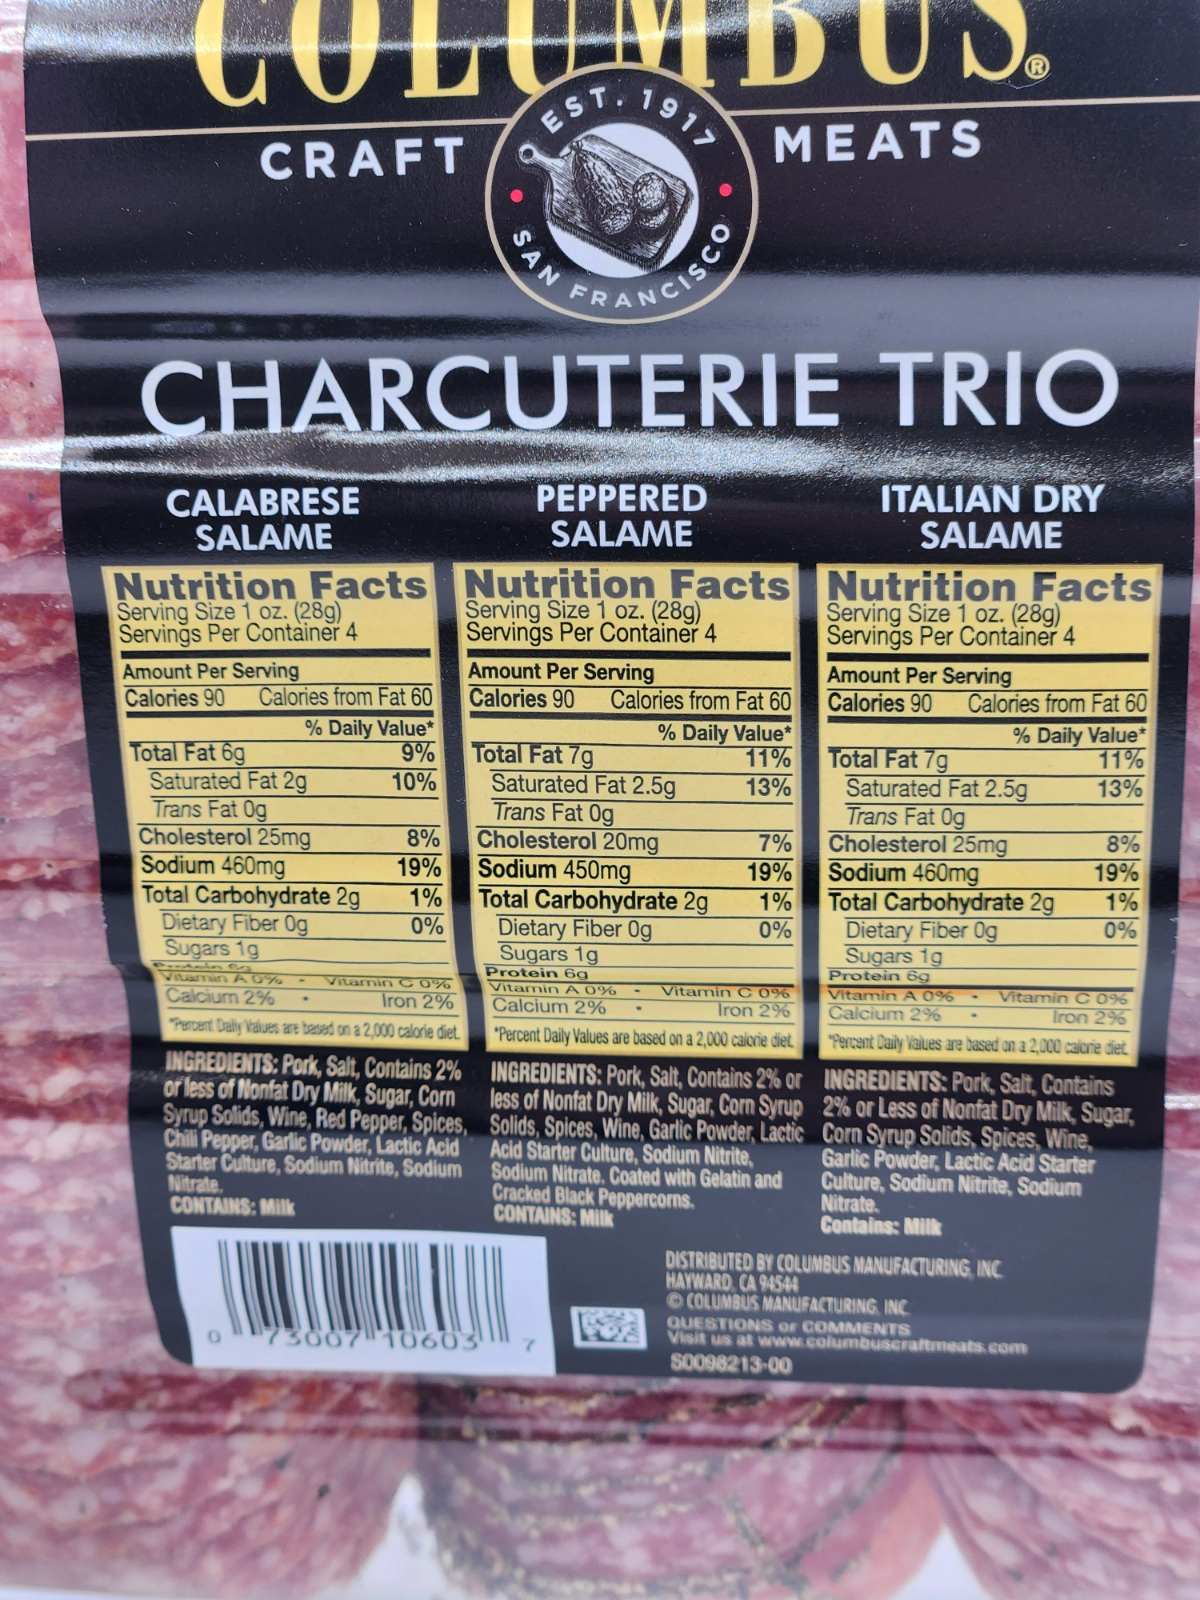 COLUMBUS®
CRAFT MEATS
EST. 1917
SAN FRANCISCO
CHARCUTERIE TRIO
CALABRESE
SALAME
Nutrition Facts
Serving Size 1 oz. (28g)
Servings Per Container 4
Amount Per Serving
Calories 90 Calories from Fat 60
% Daily Value*
Total Fat 6g 9%
Saturated Fat 2g 10%
Trans Fat 0g
Cholesterol 25mg 8%
Sodium 460mg 19%
Total Carbohydrate 2g 1%
Dietary Fiber 0g 0%
Sugars 1g
Protein 6g
Vitamin A 0% • Vitamin C 0%
Calcium 2% • Iron 2%
*Percent Daily Values are based on a 2,000 calorie diet.
INGREDIENTS: Pork, Salt, Contains 2%
or less of Nonfat Dry Milk, Sugar, Corn
Syrup Solids, Wine, Red Pepper, Spices,
Chili Pepper, Garlic Powder, Lactic Acid
Starter Culture, Sodium Nitrite, Sodium
Nitrate.
CONTAINS: Milk
PEPPERED
SALAME
Nutrition Facts
Serving Size 1 oz. (28g)
Servings Per Container 4
Amount Per Serving
Calories 90 Calories from Fat 60
% Daily Value*
Total Fat 7g 11%
Saturated Fat 2.5g 13%
Trans Fat 0g
Cholesterol 20mg 7%
Sodium 450mg 19%
Total Carbohydrate 2g 1%
Dietary Fiber 0g 0%
Sugars 1g
Protein 6g
Vitamin A 0% • Vitamin C 0%
Calcium 2% • Iron 2%
*Percent Daily Values are based on a 2,000 calorie diet.
INGREDIENTS: Pork, Salt, Contains 2% or
less of Nonfat Dry Milk, Sugar, Corn Syrup
Solids, Spices, Wine, Garlic Powder, Lactic
Acid Starter Culture, Sodium Nitrite,
Sodium Nitrate. Coated with Gelatin and
Cracked Black Peppercorns.
CONTAINS: Milk
ITALIAN DRY
SALAME
Nutrition Facts
Serving Size 1 oz. (28g)
Servings Per Container 4
Amount Per Serving
Calories 90 Calories from Fat 60
% Daily Value*
Total Fat 7g 11%
Saturated Fat 2.5g 13%
Trans Fat 0g
Cholesterol 25mg 8%
Sodium 460mg 19%
Total Carbohydrate 2g 1%
Dietary Fiber 0g 0%
Sugars 1g
Protein 6g
Vitamin A 0% • Vitamin C 0%
Calcium 2% • Iron 2%
*Percent Daily Values are based on a 2,000 calorie diet.
INGREDIENTS: Pork, Salt, Contains
2% or Less of Nonfat Dry Milk, Sugar,
Corn Syrup Solids, Spices, Wine,
Garlic Powder, Lactic Acid Starter
Culture, Sodium Nitrite, Sodium
Nitrate.
Contains: Milk
0 73007 10603 7
DISTRIBUTED BY COLUMBUS MANUFACTURING, INC.
HAYWARD, CA 94544
© COLUMBUS MANUFACTURING, INC.
QUESTIONS or COMMENTS
Visit us at www.columbuscraftmeats.com
S0098213-00